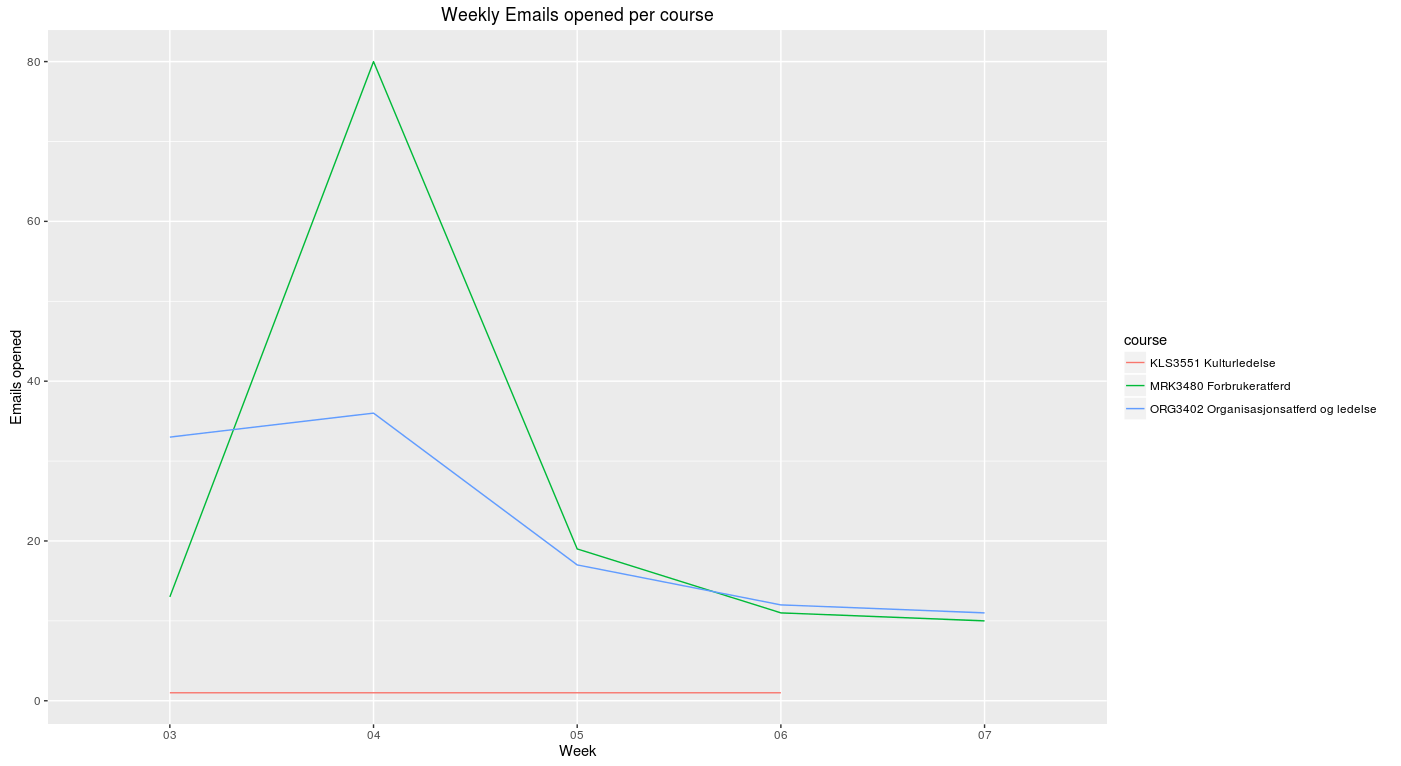 Weekly Emails opened per course
80
60
40
20
0
Emails opened
03 04 05 06 07
Week
course
KLS3551 Kulturledelse
MRK3480 Forbrukeratferd
ORG3402 Organisasjonsatferd og ledelse